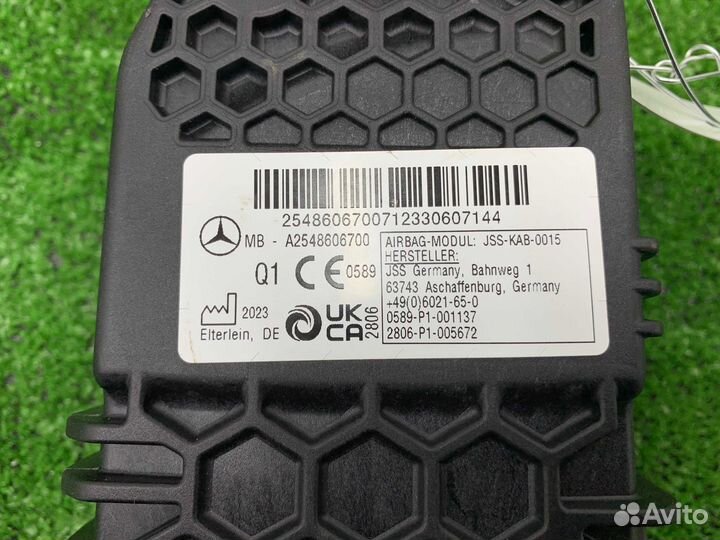 2548606700712330607144
MB - A2548606700
Q1 CE 0589
2023
Elterlein, DE
UK
CA
2806
AIRBAG-MODUL: JSS-KAB-0015
HERSTELLER:
JSS Germany, Bahnweg 1
63743 Aschaffenburg, Germany
+49(0)6021-65-0
0589-P1-001137
2806-P1-005672
Avito